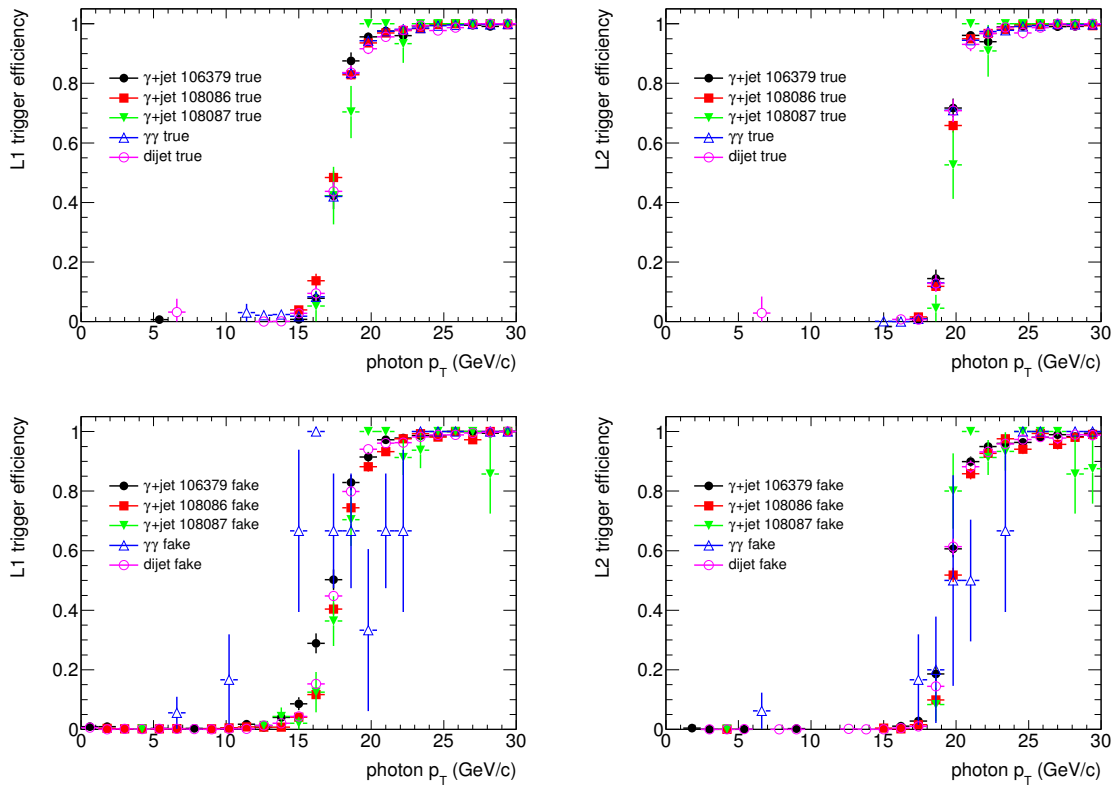 L1 trigger efficiency
1
0.8
0.6
0.4
0.2
0
γ+jet 106379 true
γ+jet 108086 true
γ+jet 108087 true
γγ true
dijet true
0 5 10 15 20 25 30
photon p_T (GeV/c)
L2 trigger efficiency
1
0.8
0.6
0.4
0.2
0
γ+jet 106379 true
γ+jet 108086 true
γ+jet 108087 true
γγ true
dijet true
0 5 10 15 20 25 30
photon p_T (GeV/c)
L1 trigger efficiency
1
0.8
0.6
0.4
0.2
0
γ+jet 106379 fake
γ+jet 108086 fake
γ+jet 108087 fake
γγ fake
dijet fake
0 5 10 15 20 25 30
photon p_T (GeV/c)
L2 trigger efficiency
1
0.8
0.6
0.4
0.2
0
γ+jet 106379 fake
γ+jet 108086 fake
γ+jet 108087 fake
γγ fake
dijet fake
0 5 10 15 20 25 30
photon p_T (GeV/c)